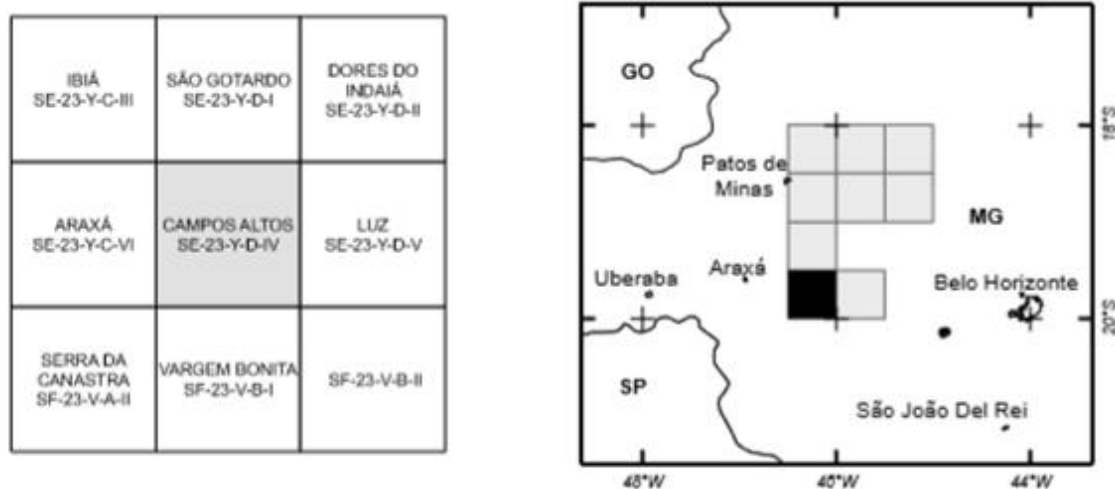 IBIÁ
SE-23-Y-C-III
SÃO GOTARDO
SE-23-Y-D-I
DORES DO
INDAIÁ
SE-23-Y-D-II
ARAXÁ
SE-23-Y-C-VI
CAMPOS ALTOS
SE-23-Y-D-IV
LUZ
SE-23-Y-D-V
SERRA DA
CANASTRA
SF-23-V-A-II
VARGEM BONITA
SF-23-V-B-I
SF-23-V-B-II
GO
18°S
Patos de
Minas
MG
Uberaba
Araxá
Belo Horizonte
20°S
SP
São João Del Rei
48°W
46°W
44°W